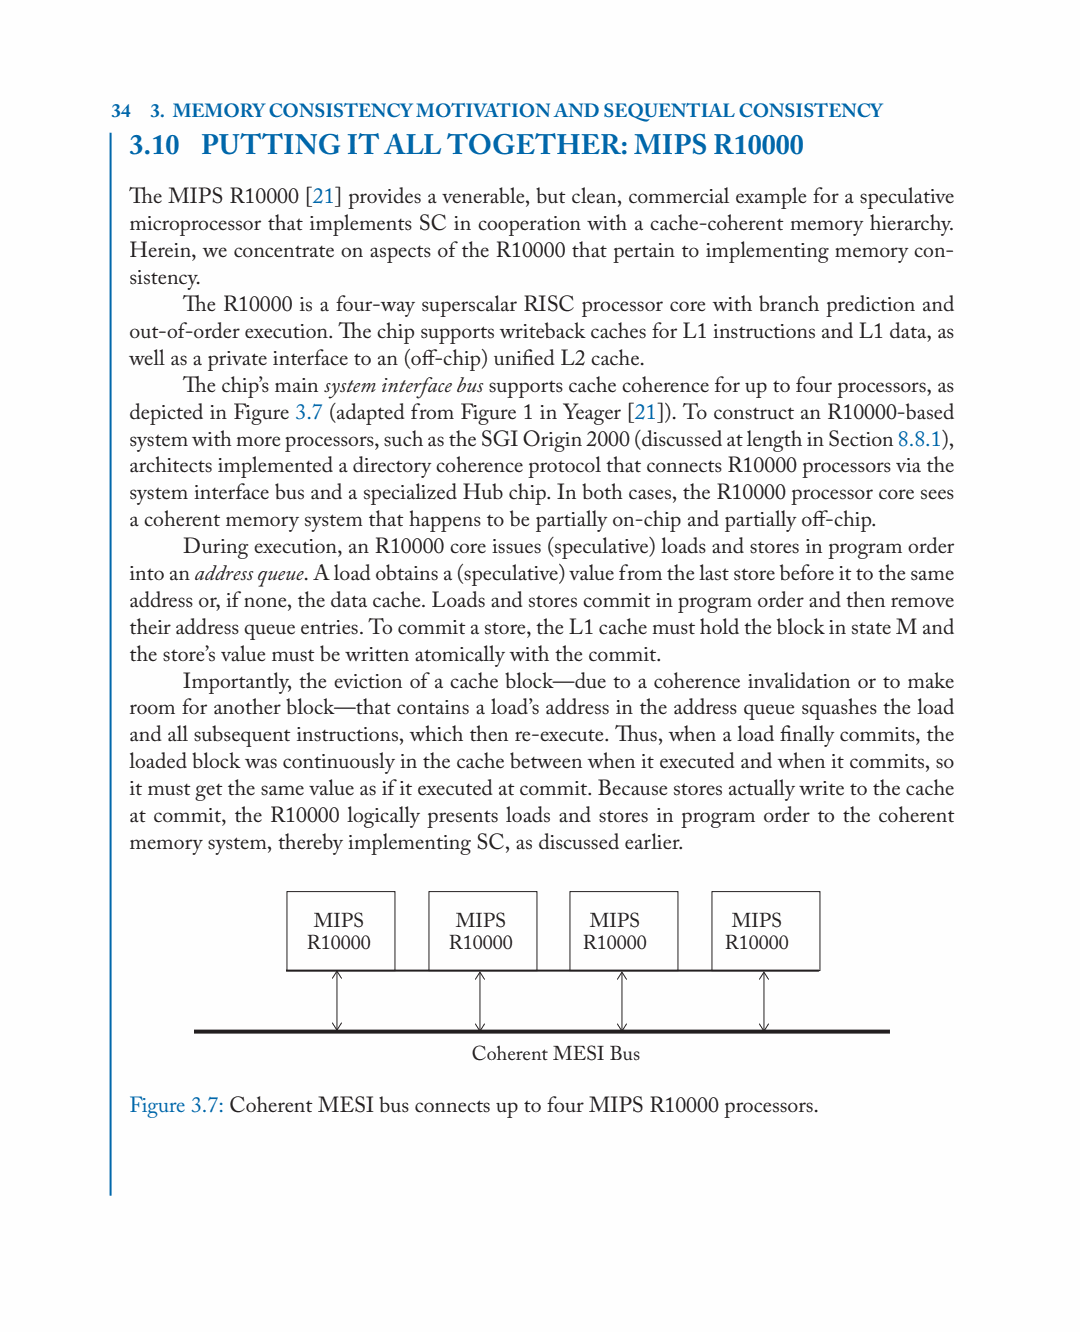 34 3. MEMORY CONSISTENCY MOTIVATION AND SEQUENTIAL CONSISTENCY
3.10 PUTTING IT ALL TOGETHER: MIPS R10000
The MIPS R10000 [21] provides a venerable, but clean, commercial example for a speculative
microprocessor that implements SC in cooperation with a cache-coherent memory hierarchy.
Herein, we concentrate on aspects of the R10000 that pertain to implementing memory con-
sistency.
The R10000 is a four-way superscalar RISC processor core with branch prediction and
out-of-order execution. The chip supports writeback caches for L1 instructions and L1 data, as
well as a private interface to an (off-chip) unified L2 cache.
The chip's main system interface bus supports cache coherence for up to four processors, as
depicted in Figure 3.7 (adapted from Figure 1 in Yeager [21]). To construct an R10000-based
system with more processors, such as the SGI Origin 2000 (discussed at length in Section 8.8.1),
architects implemented a directory coherence protocol that connects R10000 processors via the
system interface bus and a specialized Hub chip. In both cases, the R10000 processor core sees
a coherent memory system that happens to be partially on-chip and partially off-chip.
During execution, an R10000 core issues (speculative) loads and stores in program order
into an address queue. A load obtains a (speculative) value from the last store before it to the same
address or, if none, the data cache. Loads and stores commit in program order and then remove
their address queue entries. To commit a store, the L1 cache must hold the block in state M and
the store's value must be written atomically with the commit.
Importantly, the eviction of a cache block—due to a coherence invalidation or to make
room for another block—that contains a load's address in the address queue squashes the load
and all subsequent instructions, which then re-execute. Thus, when a load finally commits, the
loaded block was continuously in the cache between when it executed and when it commits, so
it must get the same value as if it executed at commit. Because stores actually write to the cache
at commit, the R10000 logically presents loads and stores in program order to the coherent
memory system, thereby implementing SC, as discussed earlier.
MIPS MIPS MIPS MIPS
R10000 R10000 R10000 R10000
Coherent MESI Bus
Figure 3.7: Coherent MESI bus connects up to four MIPS R10000 processors.